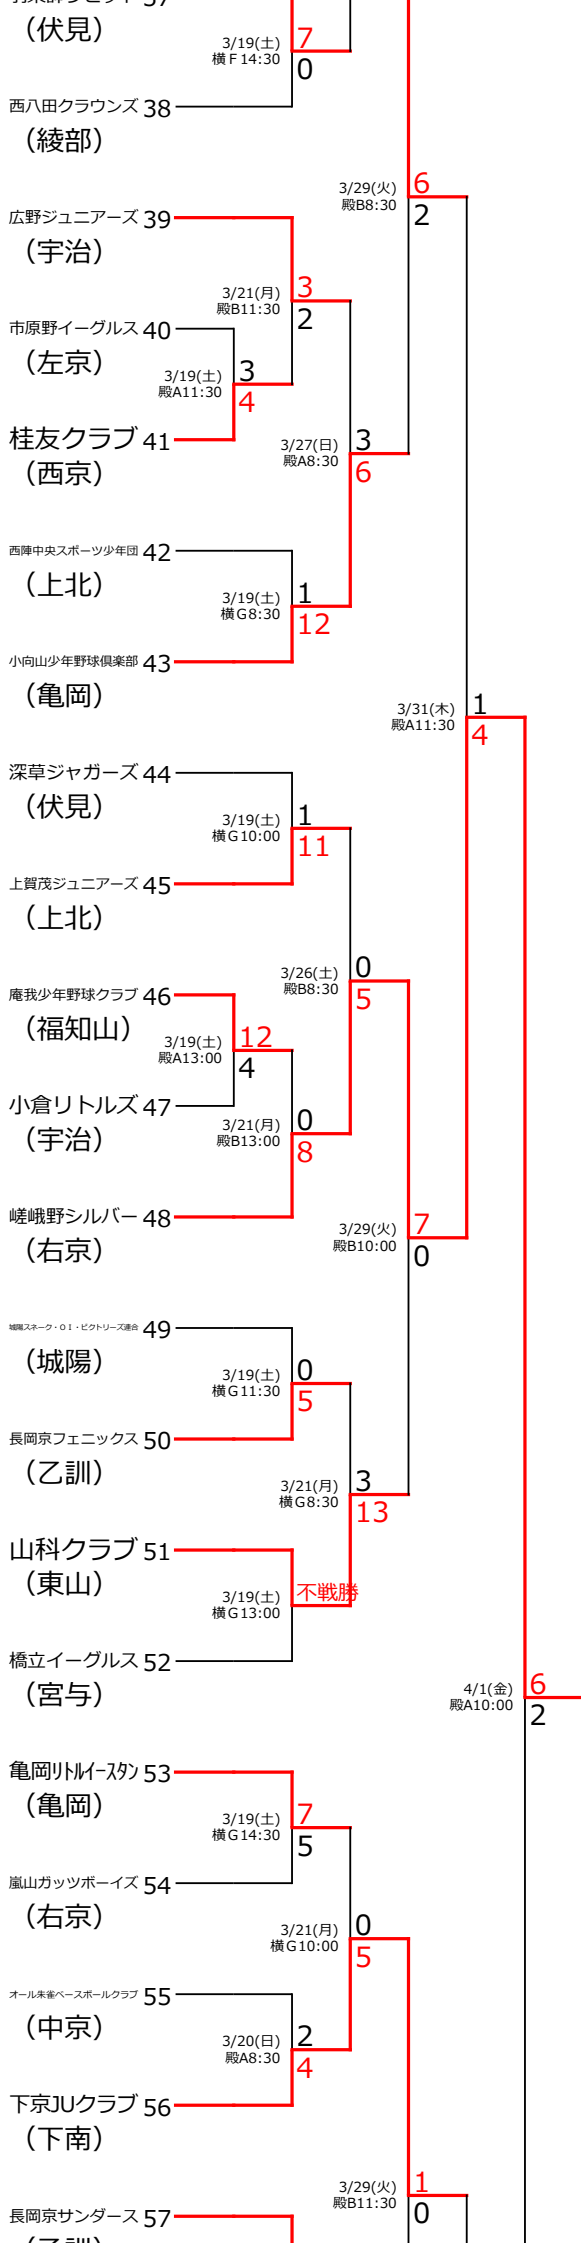 （伏見）
3/19(土)
横Ｆ14:30
7
0
西八田クラウンズ 38
（綾部）
3/29(火)
殿B8:30
6
2
広野ジュニアーズ 39
（宇治）
3/21(月)
殿B11:30
3
2
市原野イーグルス 40
（左京）
3/19(土)
殿A11:30
3
4
桂友クラブ 41
（西京）
3/27(日)
殿A8:30
3
6
西陣中央スポーツ少年団 42
（上北）
3/19(土)
横Ｇ8:30
1
12
小向山少年野球倶楽部 43
（亀岡）
3/31(木)
殿A11:30
1
4
深草ジャガーズ 44
（伏見）
3/19(土)
横Ｇ10:00
1
11
上賀茂ジュニアーズ 45
（上北）
3/26(土)
殿B8:30
0
5
庵我少年野球クラブ 46
（福知山）
3/19(土)
殿A13:00
12
4
小倉リトルズ 47
（宇治）
3/21(月)
殿B13:00
0
8
嵯峨野シルバー 48
（右京）
3/29(火)
殿B10:00
7
0
城陽スネーク・ＯＩ・ビクトリーズ連合 49
（城陽）
3/19(土)
横Ｇ11:30
0
5
長岡京フェニックス 50
（乙訓）
3/21(月)
横Ｇ8:30
3
13
山科クラブ 51
（東山）
3/19(土)
横Ｇ13:00
不戦勝
橋立イーグルス 52
（宮与）
4/1(金)
殿A10:00
6
2
亀岡リトルイースタン 53
（亀岡）
3/19(土)
横Ｇ14:30
7
5
嵐山ガッツボーイズ 54
（右京）
3/21(月)
横Ｇ10:00
0
5
オール朱雀ベースボールクラブ 55
（中京）
3/20(日)
殿A8:30
2
4
下京JUクラブ 56
（下南）
3/29(火)
殿B11:30
1
0
長岡京サンダース 57